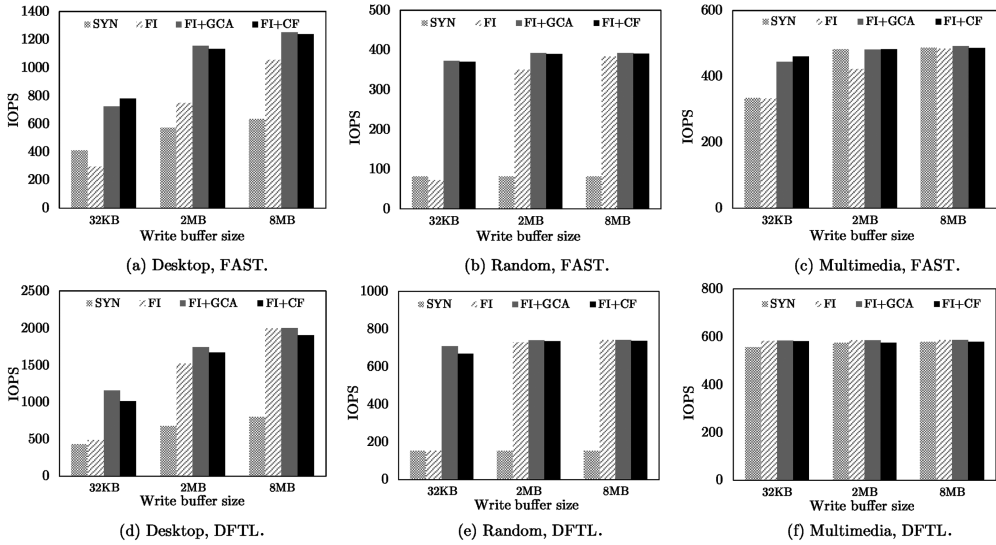 SYN FI FI+GCA FI+CF
IOPS
1400
1200
1000
800
600
400
200
0
32KB 2MB 8MB
Write buffer size
(a) Desktop, FAST.
SYN FI FI+GCA FI+CF
IOPS
500
400
300
200
100
0
32KB 2MB 8MB
Write buffer size
(b) Random, FAST.
SYN FI FI+GCA FI+CF
IOPS
600
400
200
0
32KB 2MB 8MB
Write buffer size
(c) Multimedia, FAST.
SYN FI FI+GCA FI+CF
IOPS
2500
2000
1500
1000
500
0
32KB 2MB 8MB
Write buffer size
(d) Desktop, DFTL.
SYN FI FI+GCA FI+CF
IOPS
1000
800
600
400
200
0
32KB 2MB 8MB
Write buffer size
(e) Random, DFTL.
SYN FI FI+GCA FI+CF
IOPS
800
600
400
200
0
32KB 2MB 8MB
Write buffer size
(f) Multimedia, DFTL.